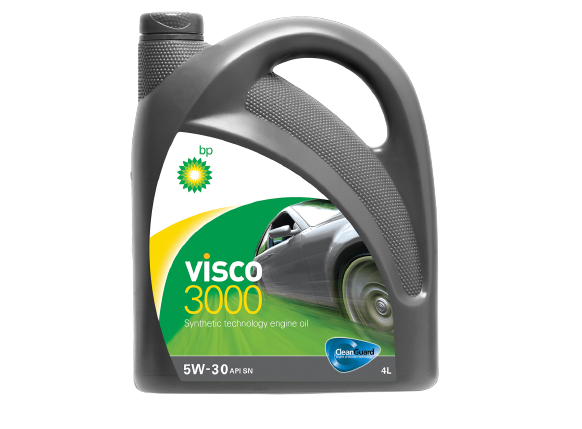 bp
visco
3000
Synthetic technology engine oil
CleanGuard
5W-30 API SN
4L